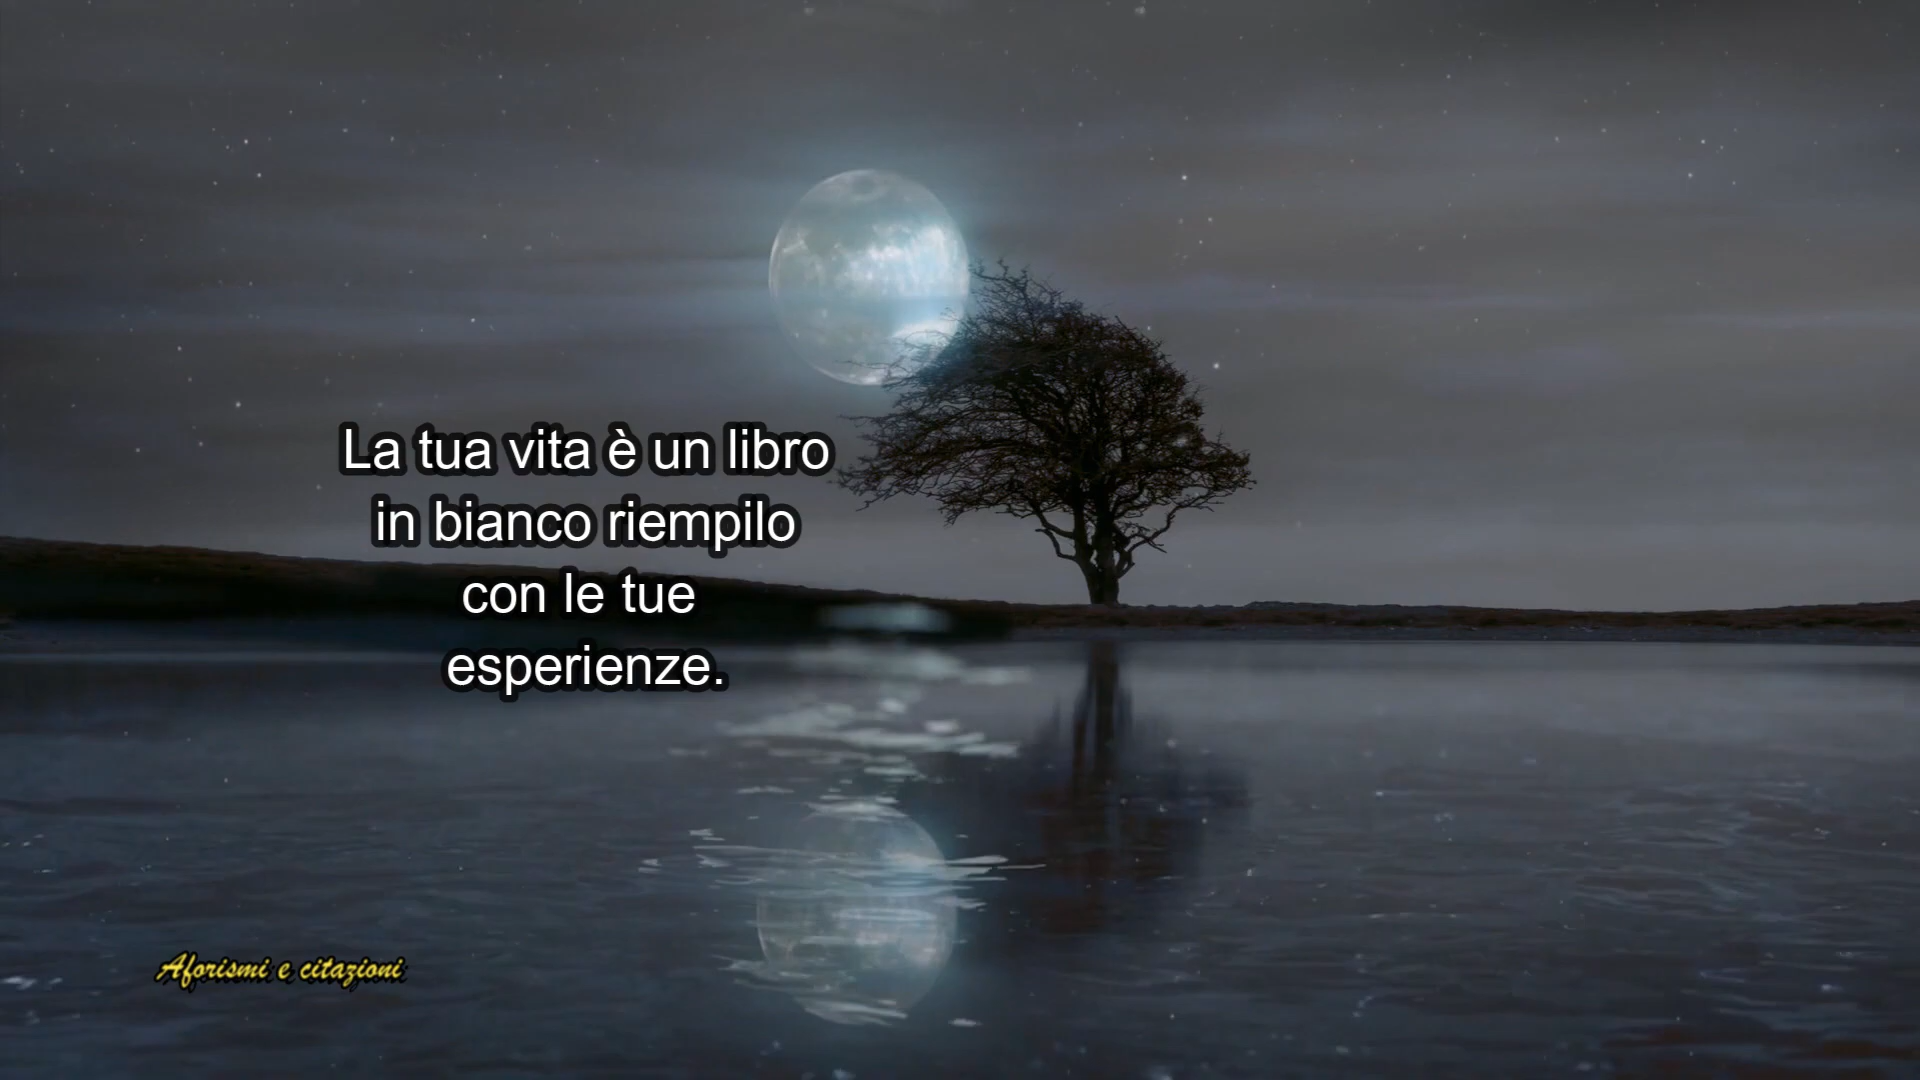 La tua vita è un libro
in bianco riempilo
con le tue
esperienze.
Aforismi e citazioni